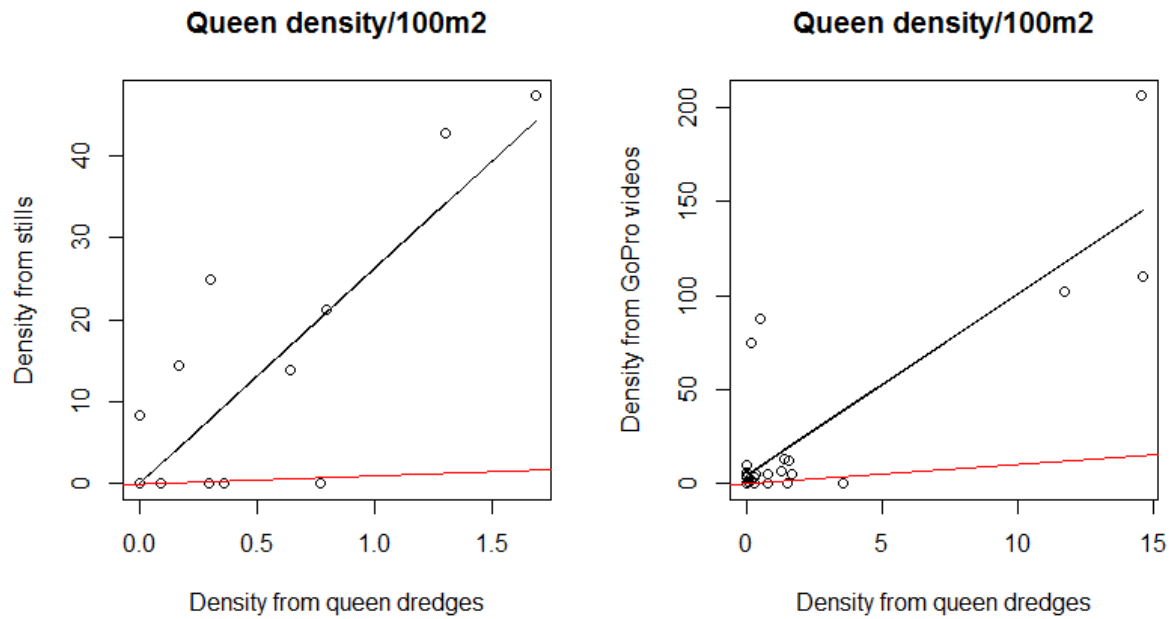 Queen density/100m2
Density from stills
40
30
20
10
0
0.0 0.5 1.0 1.5
Density from queen dredges
Queen density/100m2
Density from GoPro videos
200
150
100
50
0
0 5 10 15
Density from queen dredges